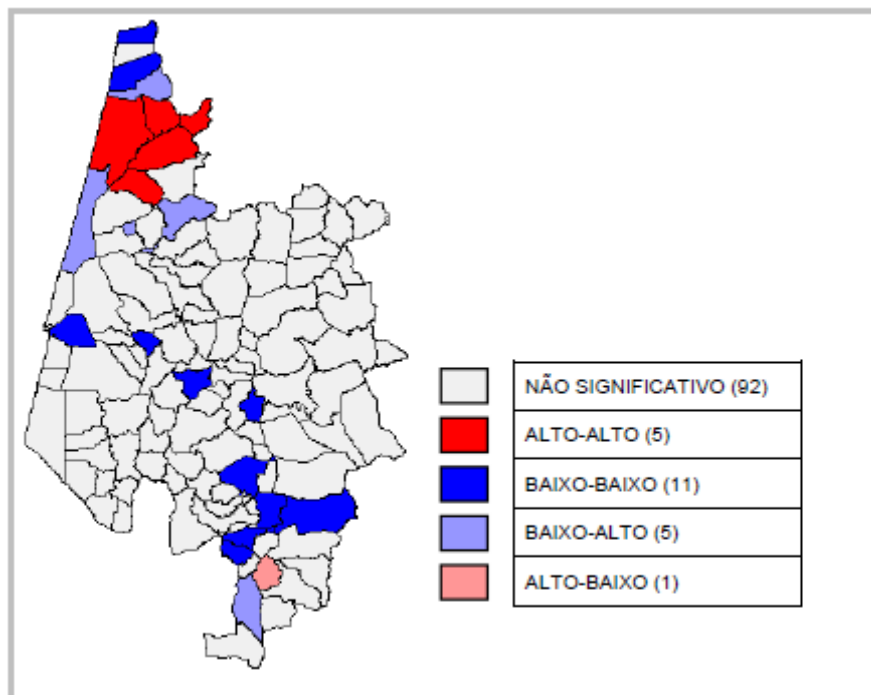 NÃO SIGNIFICATIVO (92)
ALTO-ALTO (5)
BAIXO-BAIXO (11)
BAIXO-ALTO (5)
ALTO-BAIXO (1)